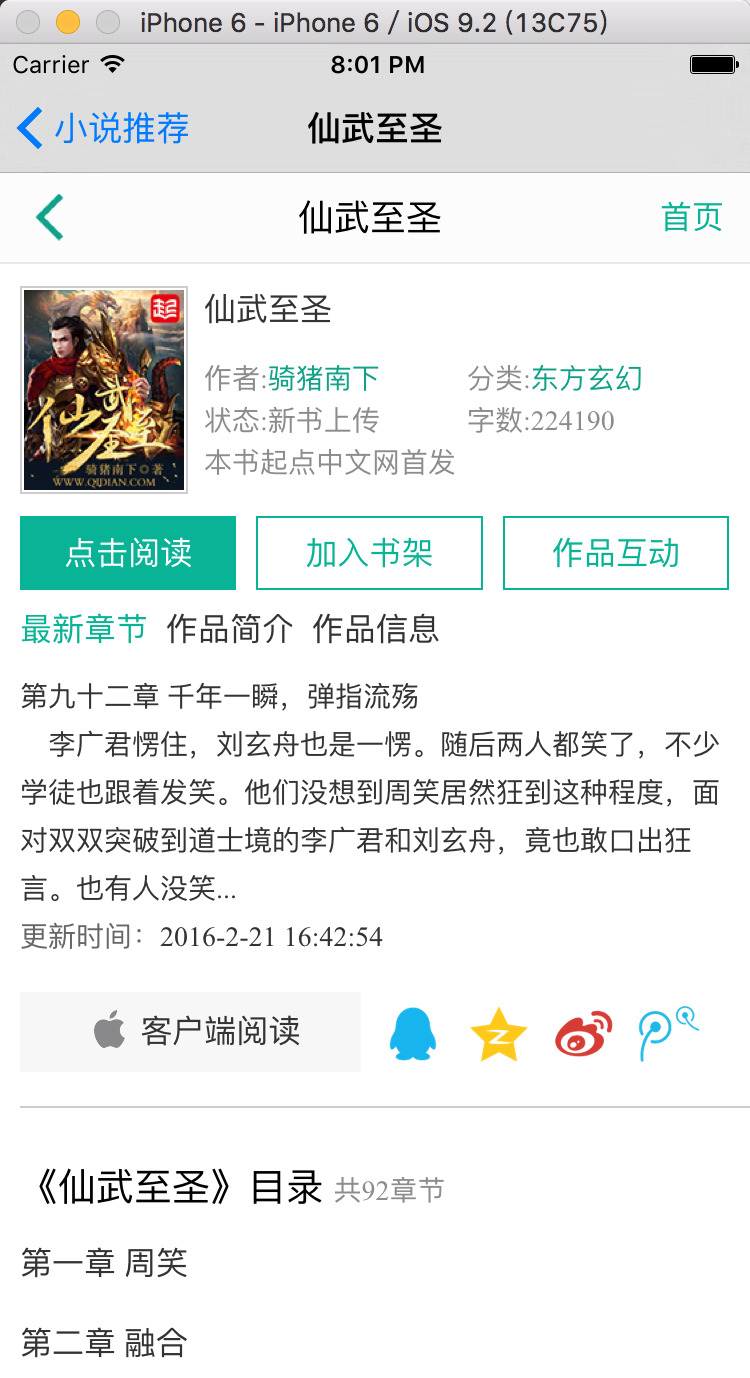 iPhone 6 - iPhone 6 / iOS 9.2 (13C75)
Carrier 8:01 PM
小说推荐 仙武至圣
仙武至圣 首页
仙武至圣
作者:骑猪南下 分类:东方玄幻
状态:新书上传 字数:224190
本书起点中文网首发
仙武至圣
骑猪南下◎著
WWW.QIDIAN.COM
点击阅读 加入书架 作品互动
最新章节 作品简介 作品信息
第九十二章 千年一瞬，弹指流殇
李广君愣住，刘玄舟也是一愣。随后两人都笑了，不少
学徒也跟着发笑。他们没想到周笑居然狂到这种程度，面
对双双突破到道士境的李广君和刘玄舟，竟也敢口出狂
言。也有人没笑...
更新时间：2016-2-21 16:42:54
客户端阅读
《仙武至圣》目录 共92章节
第一章 周笑
第二章 融合